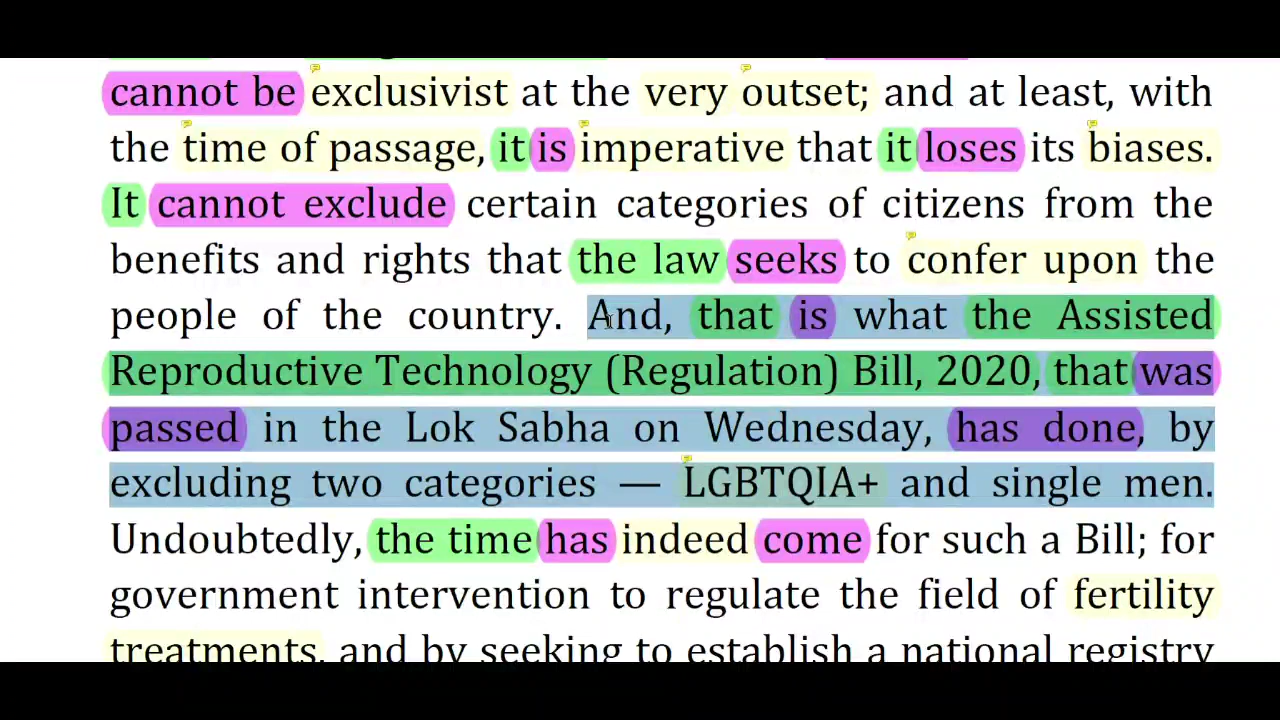 cannot be exclusivist at the very outset; and at least, with
the time of passage, it is imperative that it loses its biases.
It cannot exclude certain categories of citizens from the
benefits and rights that the law seeks to confer upon the
people of the country. And, that is what the Assisted
Reproductive Technology (Regulation) Bill, 2020, that was
passed in the Lok Sabha on Wednesday, has done, by
excluding two categories — LGBTQIA+ and single men.
Undoubtedly, the time has indeed come for such a Bill; for
government intervention to regulate the field of fertility
treatments, and by seeking to establish a national registry